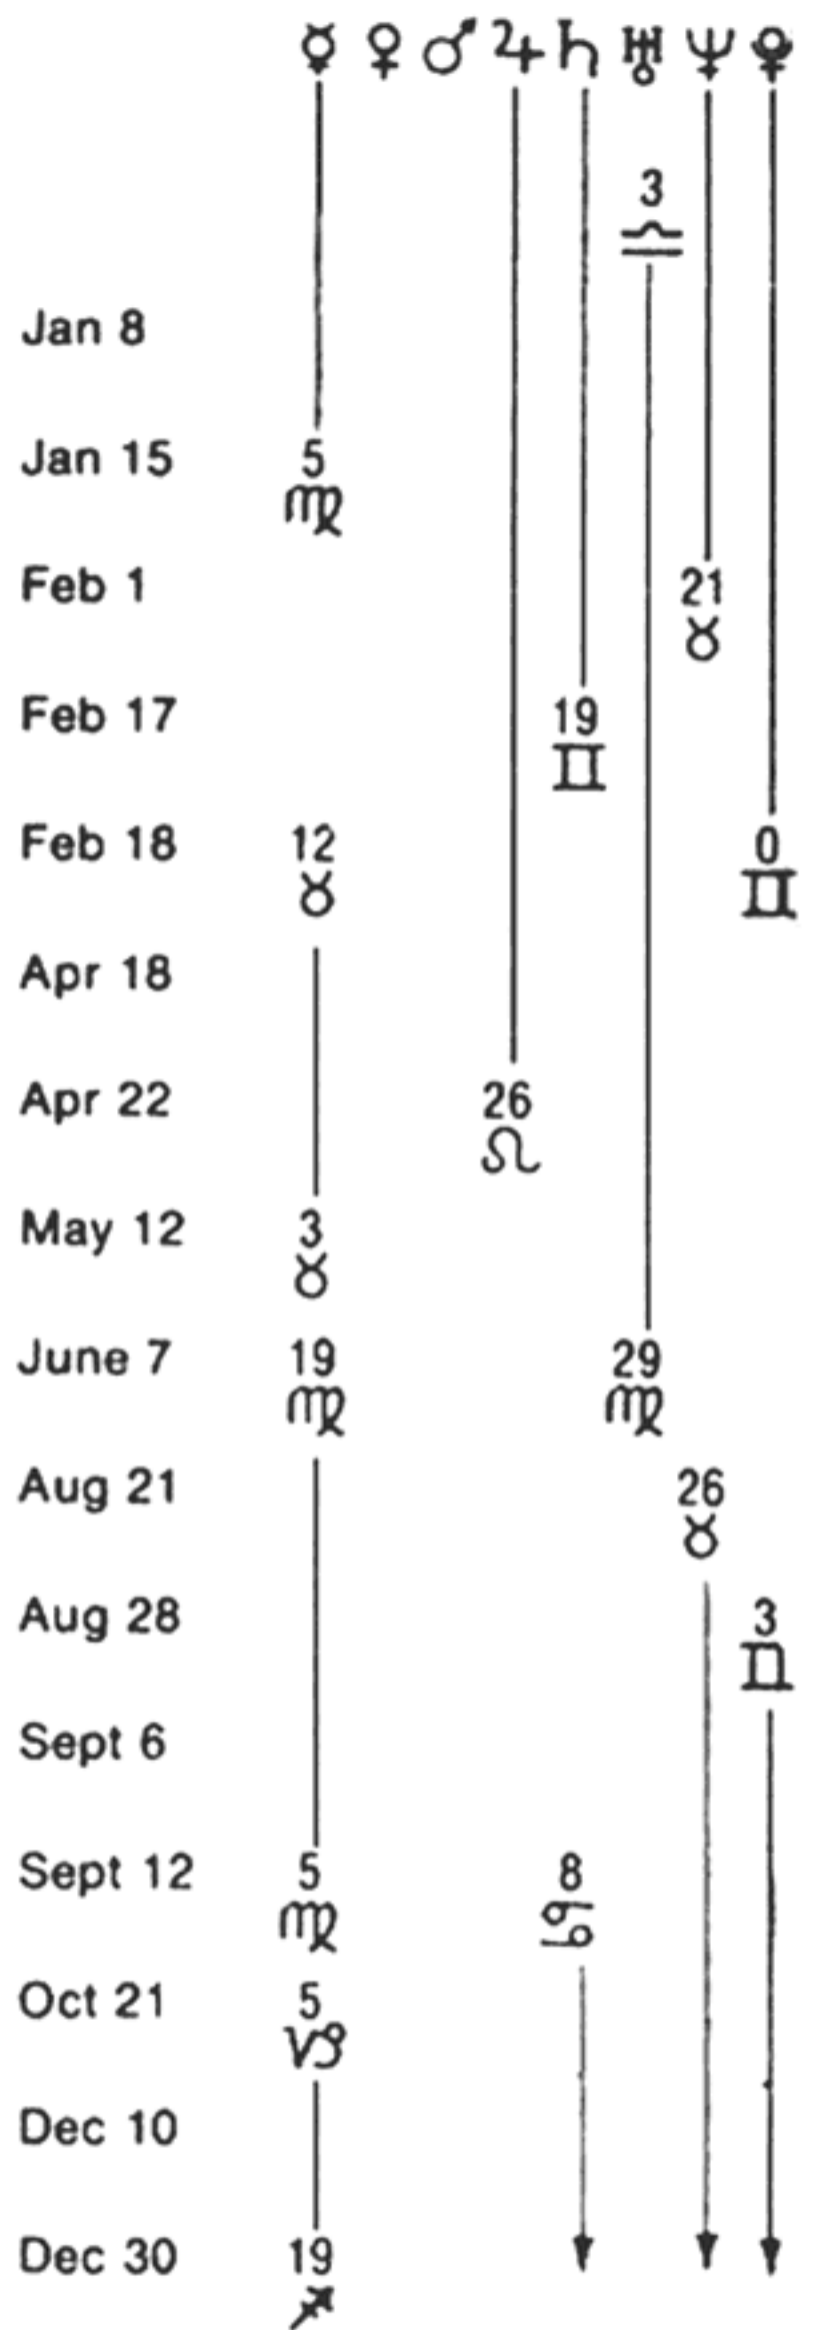 ☿ ♀ ♂ ♃ ♄ ♅ ♆ ♇
3
♎
Jan 8
Jan 15 5
♍
Feb 1 21
♉
Feb 17 19
♊
Feb 18 12 0
♉ ♊
Apr 18
Apr 22 26
♌
May 12 3
♉
June 7 19 29
♍ ♍
Aug 21 26
♉
Aug 28 3
♊
Sept 6
Sept 12 5 8
♍ ♋
Oct 21 5
♑
Dec 10
Dec 30 19
♐